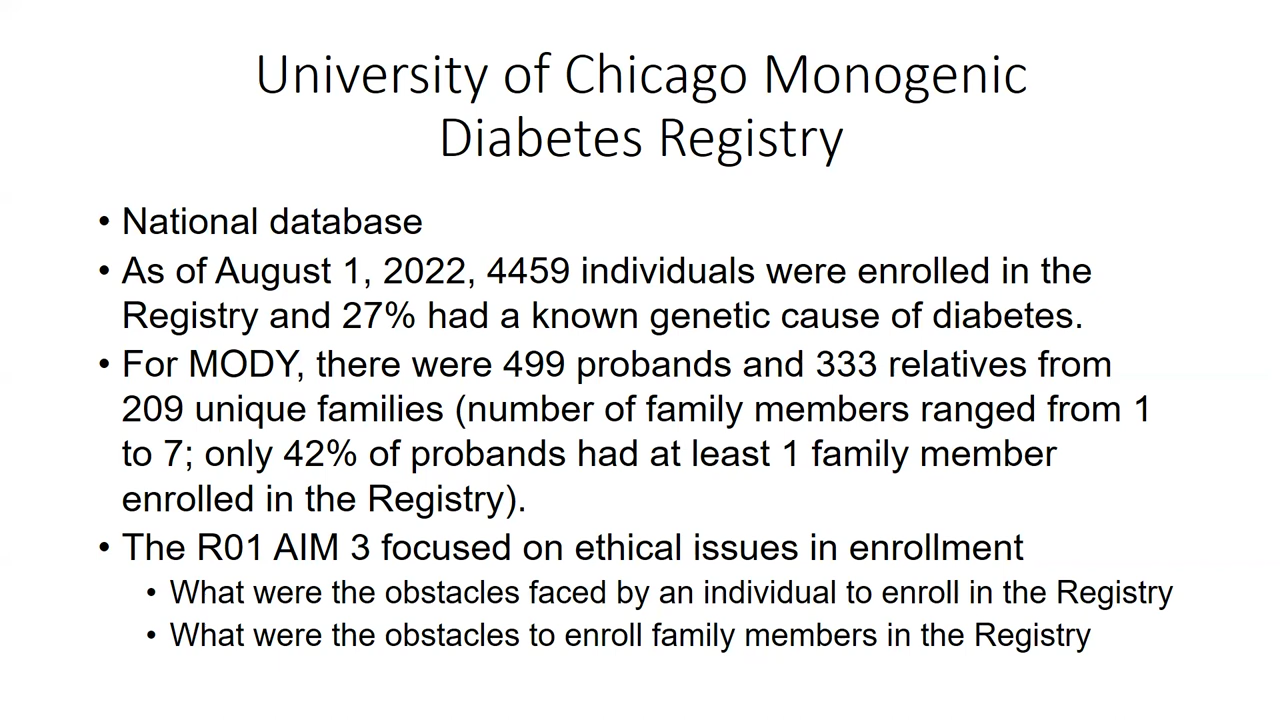 University of Chicago Monogenic
Diabetes Registry
• National database
• As of August 1, 2022, 4459 individuals were enrolled in the
Registry and 27% had a known genetic cause of diabetes.
• For MODY, there were 499 probands and 333 relatives from
209 unique families (number of family members ranged from 1
to 7; only 42% of probands had at least 1 family member
enrolled in the Registry).
• The R01 AIM 3 focused on ethical issues in enrollment
• What were the obstacles faced by an individual to enroll in the Registry
• What were the obstacles to enroll family members in the Registry